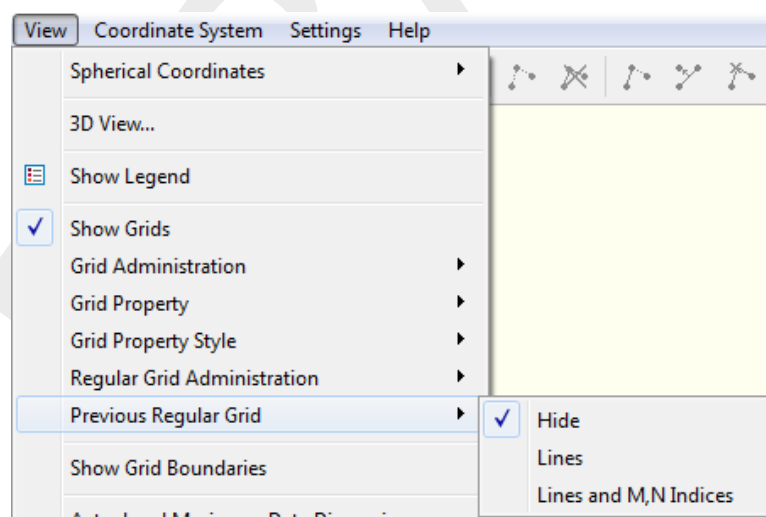 View Coordinate System Settings Help
Spherical Coordinates
3D View...
Show Legend
Show Grids
Grid Administration
Grid Property
Grid Property Style
Regular Grid Administration
Previous Regular Grid
Hide
Lines
Lines and M,N Indices
Show Grid Boundaries